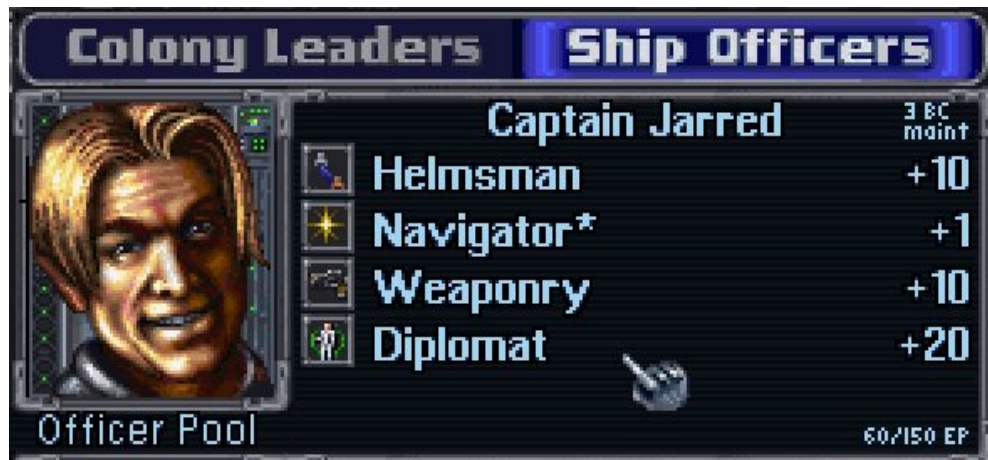 Colony Leaders Ship Officers
Captain Jarred 3 BC
maint
Helmsman +10
Navigator* +1
Weaponry +10
Diplomat +20
Officer Pool 60/150 EP